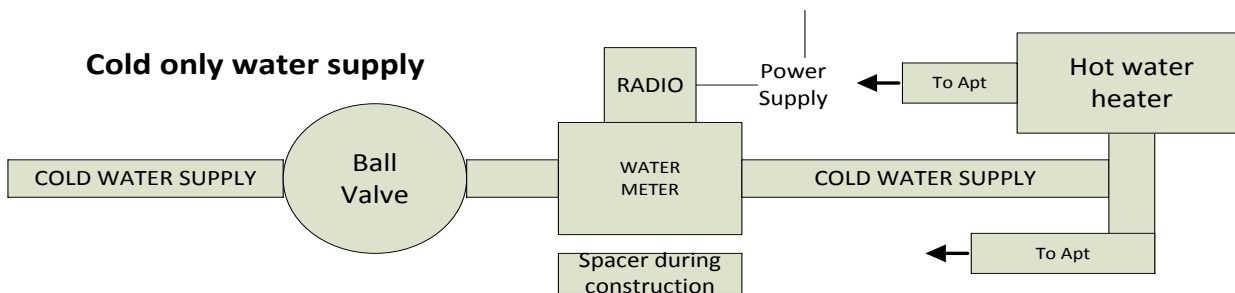 Cold only water supply
RADIO
Power
Supply
To Apt
Hot water
heater
COLD WATER SUPPLY
Ball
Valve
WATER
METER
COLD WATER SUPPLY
To Apt
Spacer during
construction